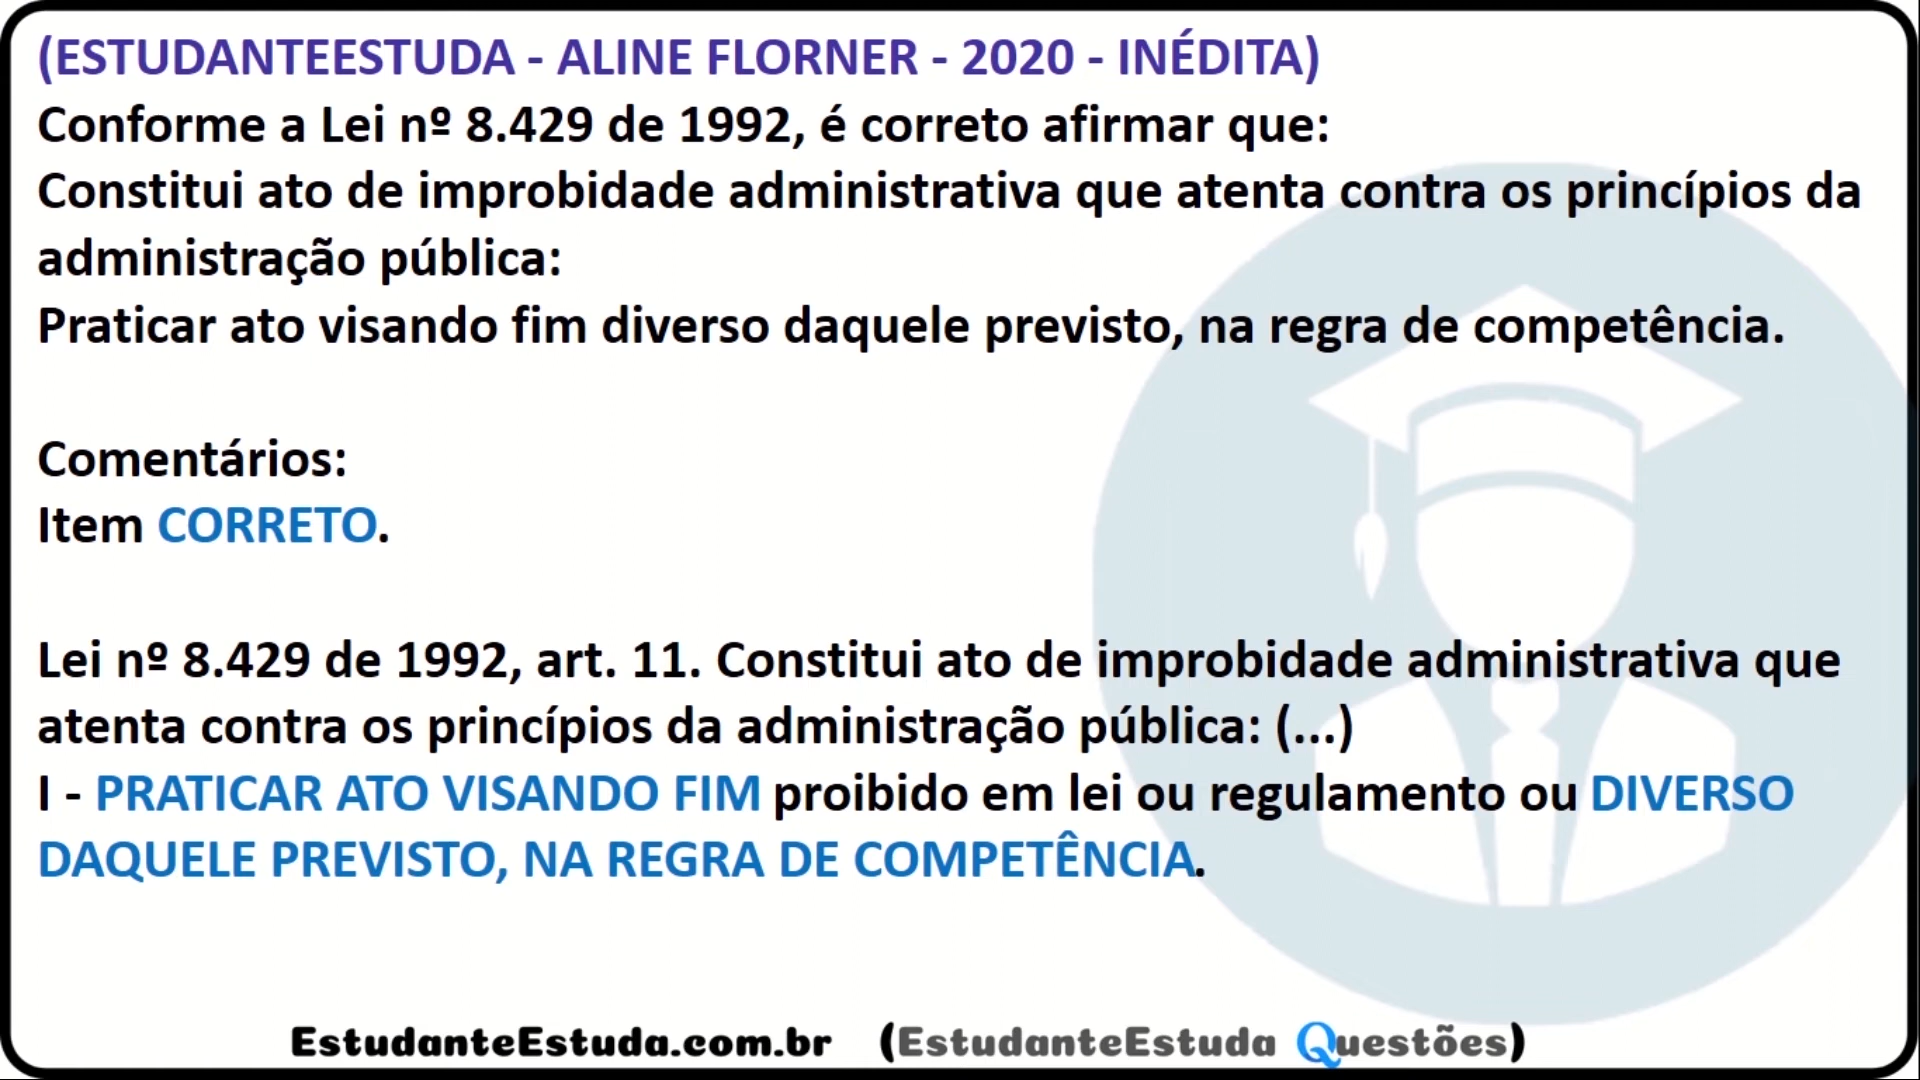 (ESTUDANTEESTUDA - ALINE FLORNER - 2020 - INÉDITA)
Conforme a Lei nº 8.429 de 1992, é correto afirmar que:
Constitui ato de improbidade administrativa que atenta contra os princípios da
administração pública:
Praticar ato visando fim diverso daquele previsto, na regra de competência.
Comentários:
Item CORRETO.
Lei nº 8.429 de 1992, art. 11. Constitui ato de improbidade administrativa que
atenta contra os princípios da administração pública: (...)
I - PRATICAR ATO VISANDO FIM proibido em lei ou regulamento ou DIVERSO
DAQUELE PREVISTO, NA REGRA DE COMPETÊNCIA.
EstudanteEstuda.com.br (EstudanteEstuda Questões)